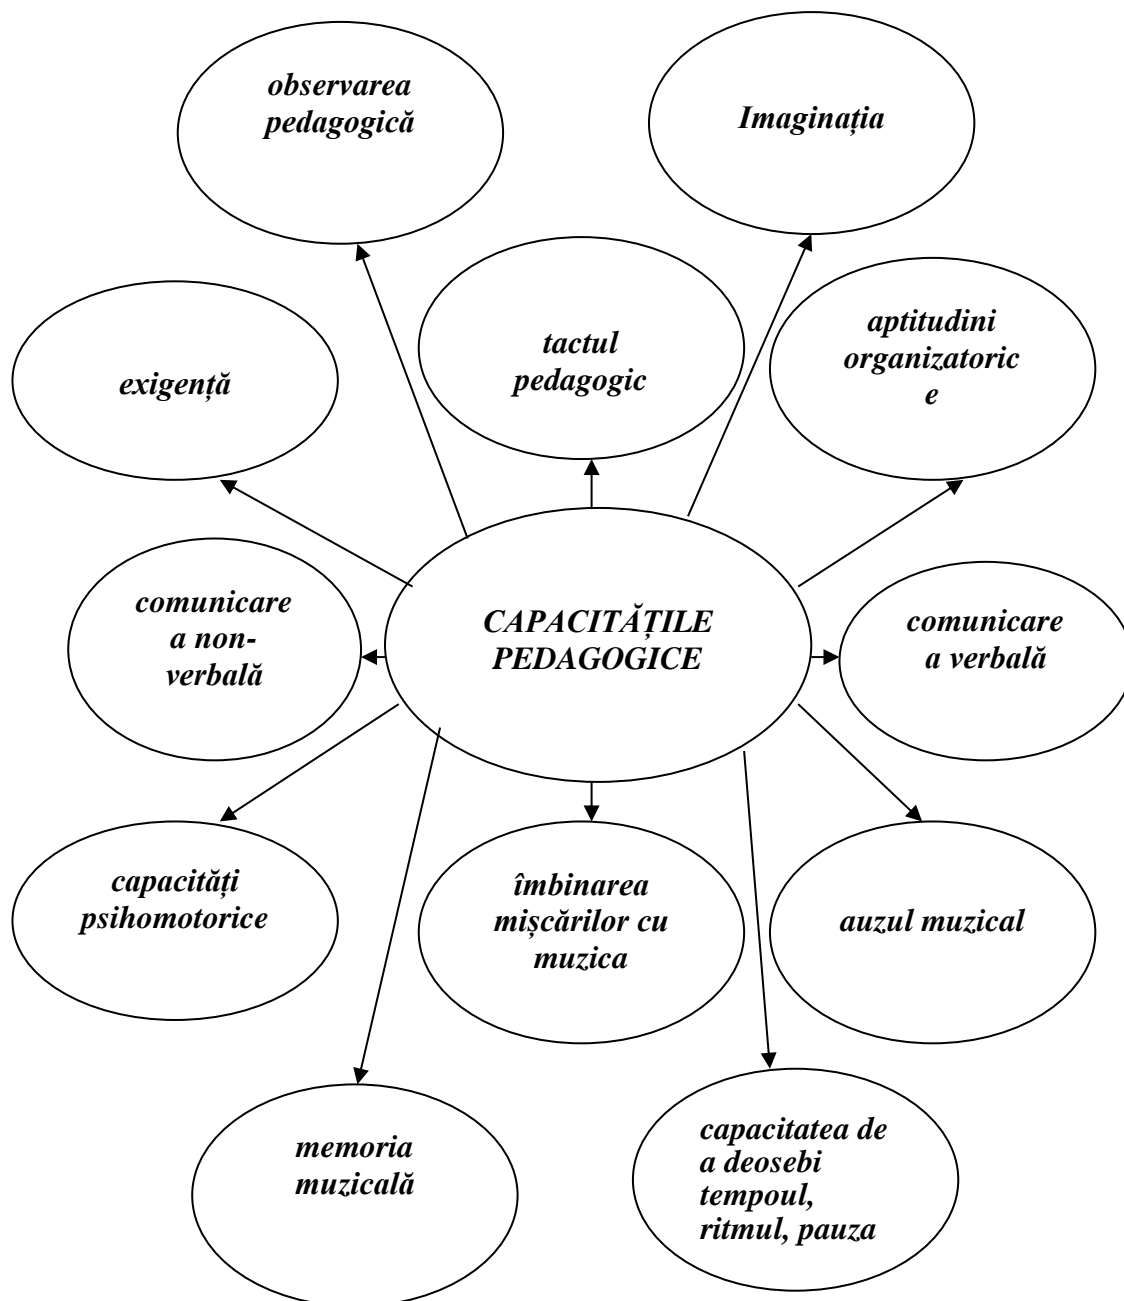 observarea
pedagogică
Imaginația
tactul
pedagogic
aptitudini
organizatoric
e
exigență
comunicare
a non-
verbală
CAPACITĂȚILE
PEDAGOGICE
comunicare
a verbală
capacități
psihomotorice
îmbinarea
mișcărilor cu
muzica
auzul muzical
memoria
muzicală
capacitatea de
a deosebi
tempoul,
ritmul, pauza